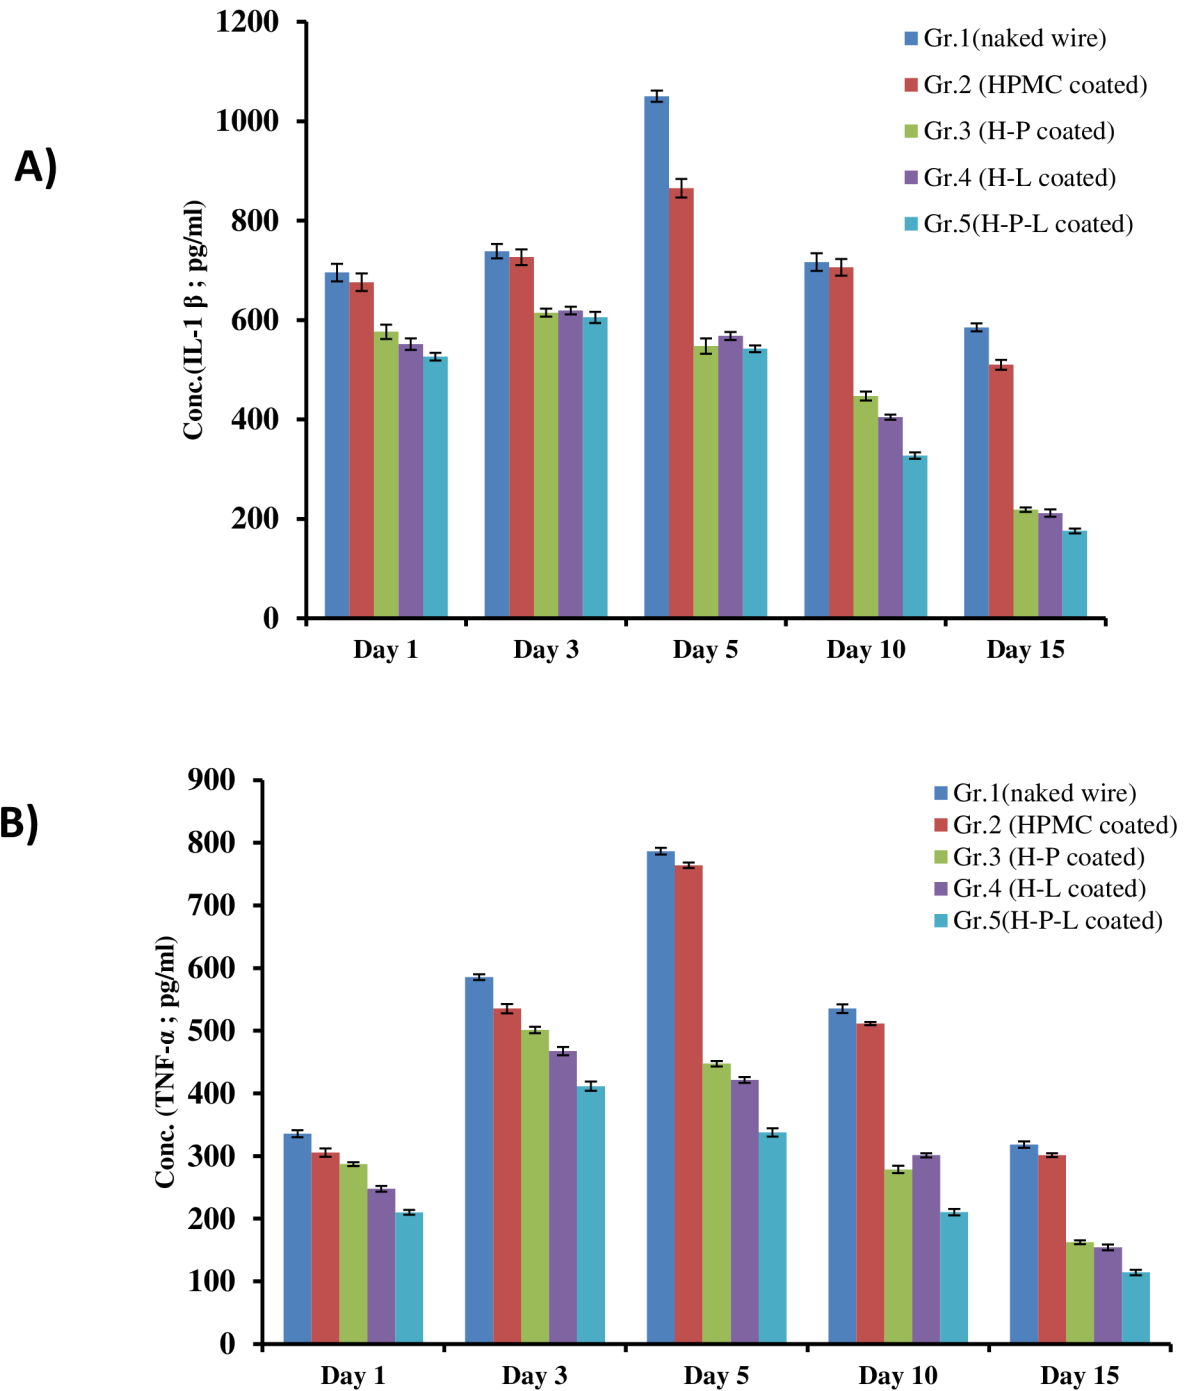 A)
Conc.(IL-1 β ; pg/ml)
1200
1000
800
600
400
200
0
Gr.1(naked wire)
Gr.2 (HPMC coated)
Gr.3 (H-P coated)
Gr.4 (H-L coated)
Gr.5(H-P-L coated)
Day 1 Day 3 Day 5 Day 10 Day 15
B)
Conc. (TNF-α ; pg/ml)
900
800
700
600
500
400
300
200
100
0
Gr.1(naked wire)
Gr.2 (HPMC coated)
Gr.3 (H-P coated)
Gr.4 (H-L coated)
Gr.5(H-P-L coated)
Day 1 Day 3 Day 5 Day 10 Day 15